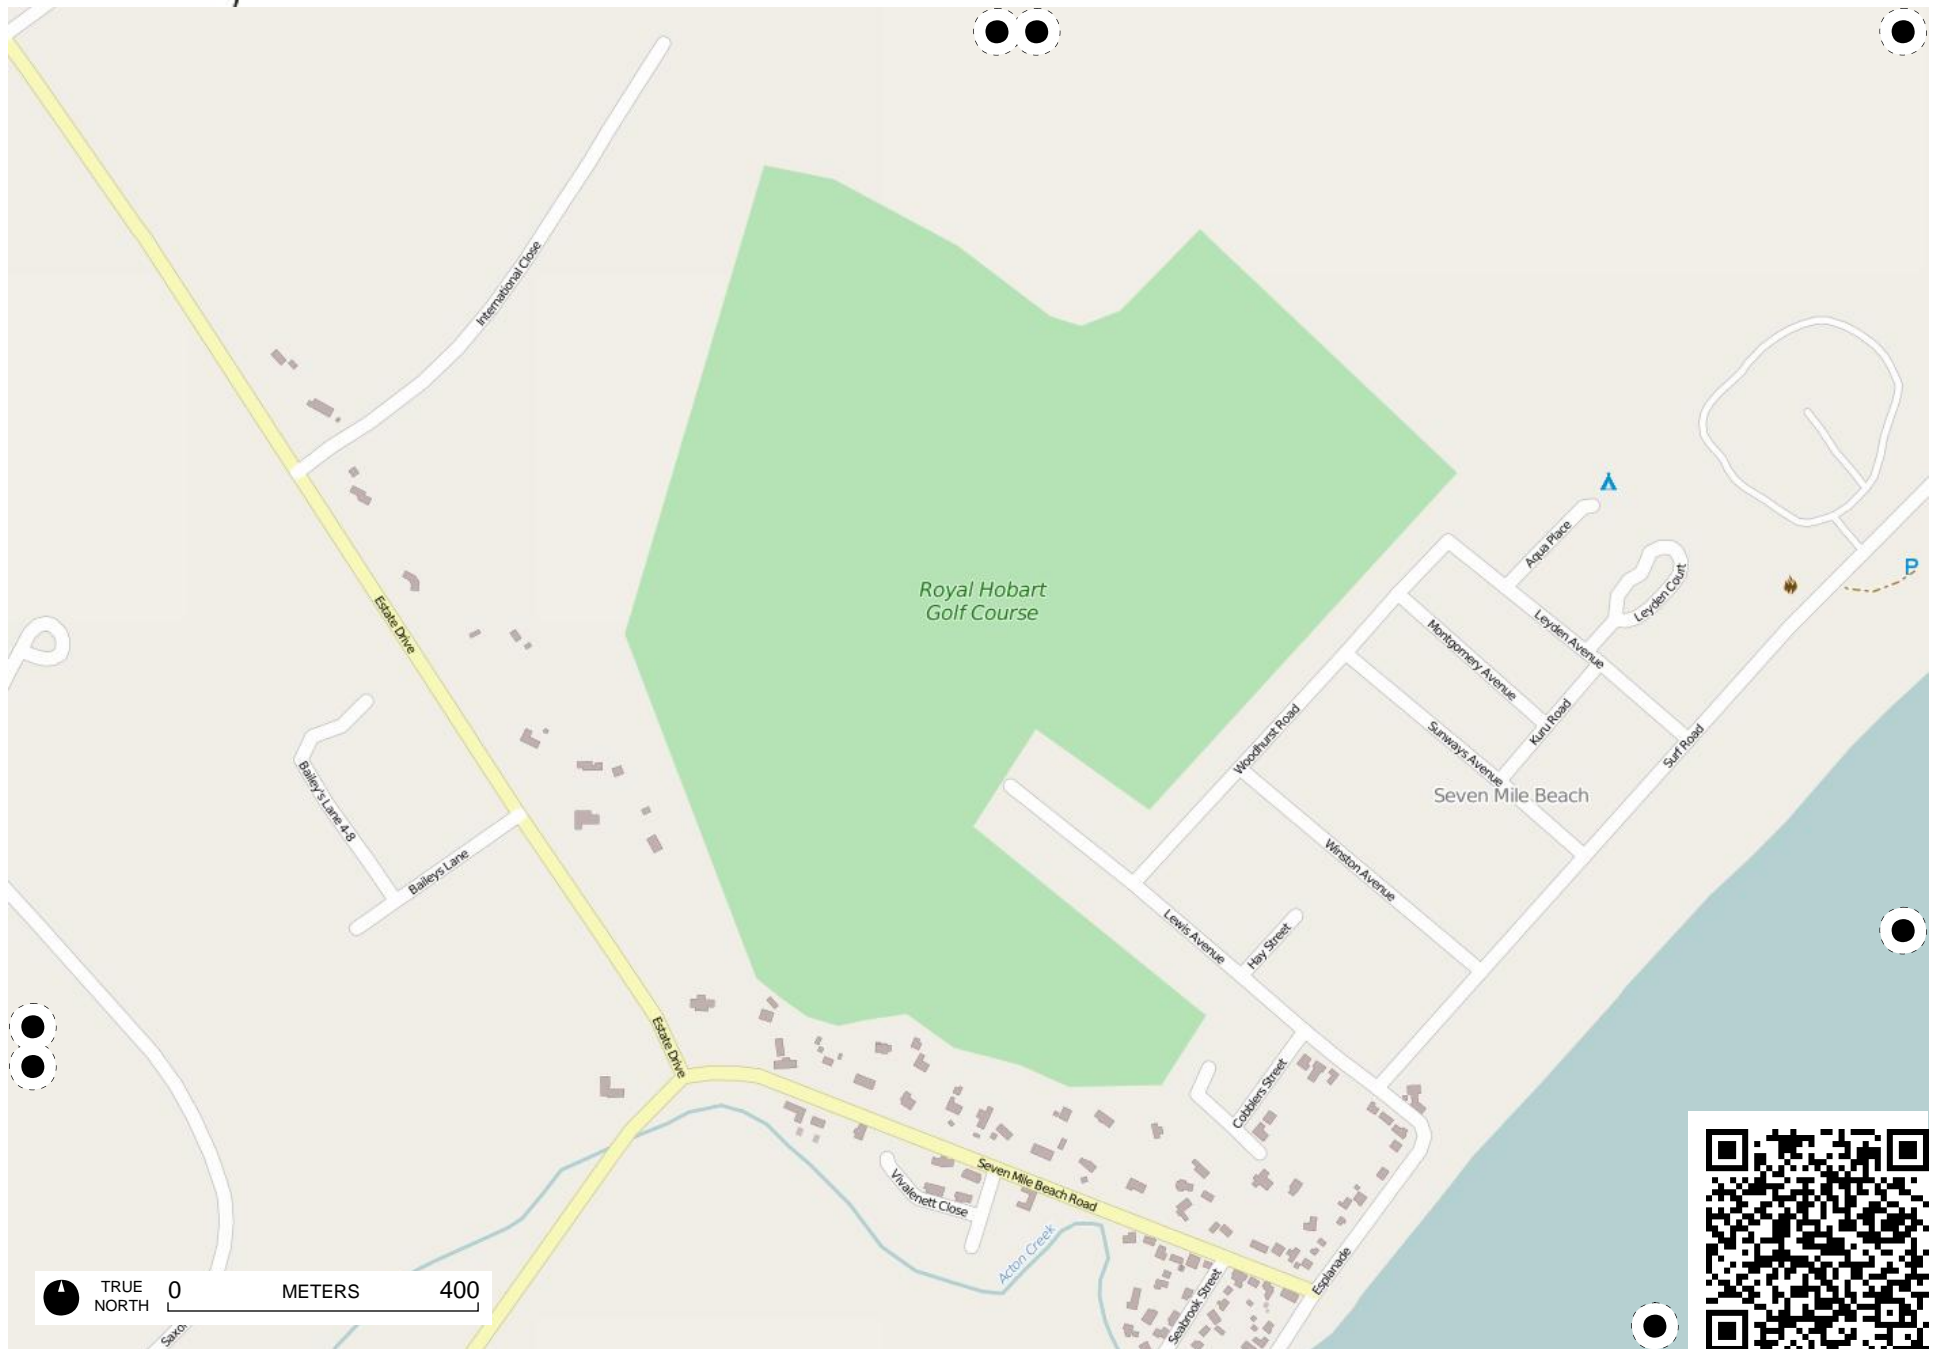 International Close
Estate Drive
Royal Hobart
Golf Course
Aqua Place
Leyden Court
Leyden Avenue
Montgomery Avenue
Kuru Road
Sunways Avenue
Woodhurst Road
Surf Road
Seven Mile Beach
P
Bailey's Lane 4-8
Baileys Lane
Winston Avenue
Lewis Avenue
Hay Street
Estate Drive
Cobblers Street
Seven Mile Beach Road
Vivalenett Close
Acton Creek
Esplanade
Seabrook Street
TRUE
NORTH
0 METERS 400